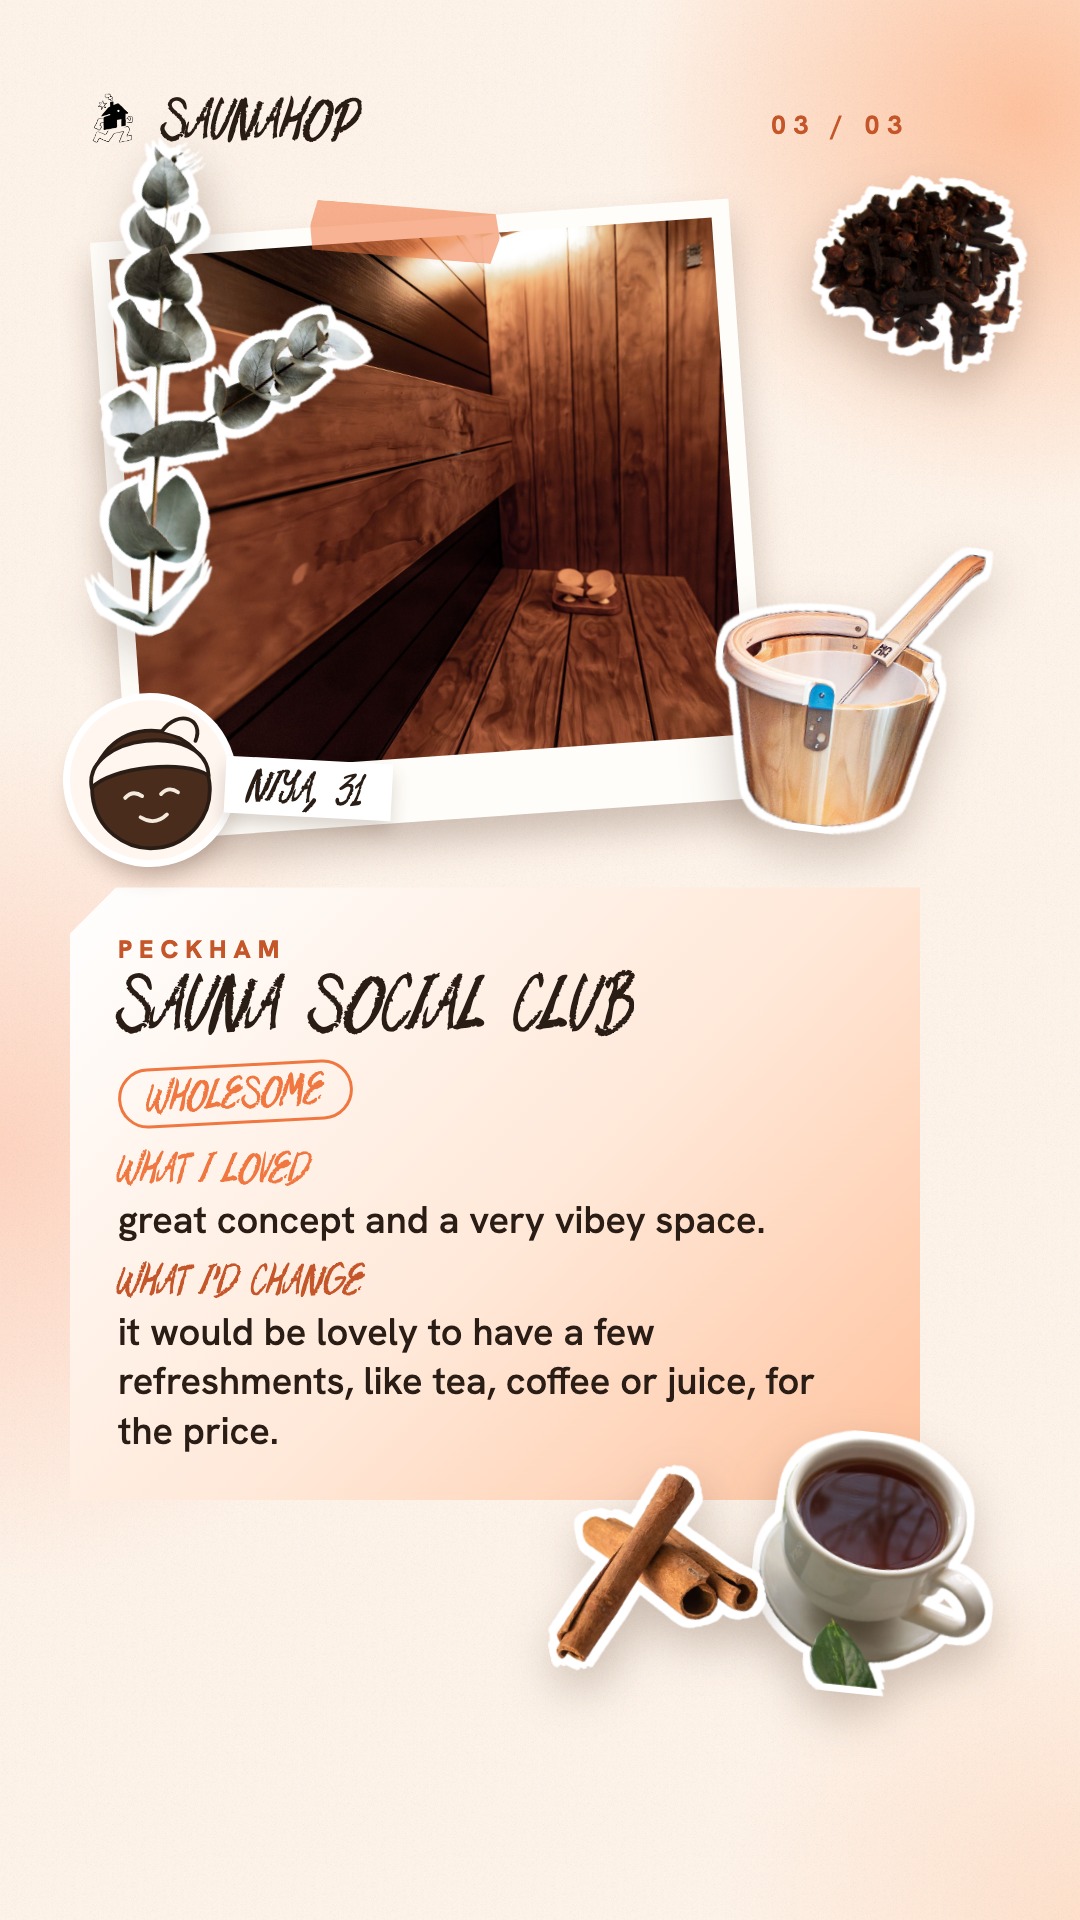 SAUNAHOP
03 / 03
NIYA, 31
PECKHAM
SAUNA SOCIAL CLUB
WHOLESOME
WHAT I LOVED
great concept and a very vibey space.
WHAT I'D CHANGE
it would be lovely to have a few
refreshments, like tea, coffee or juice, for
the price.